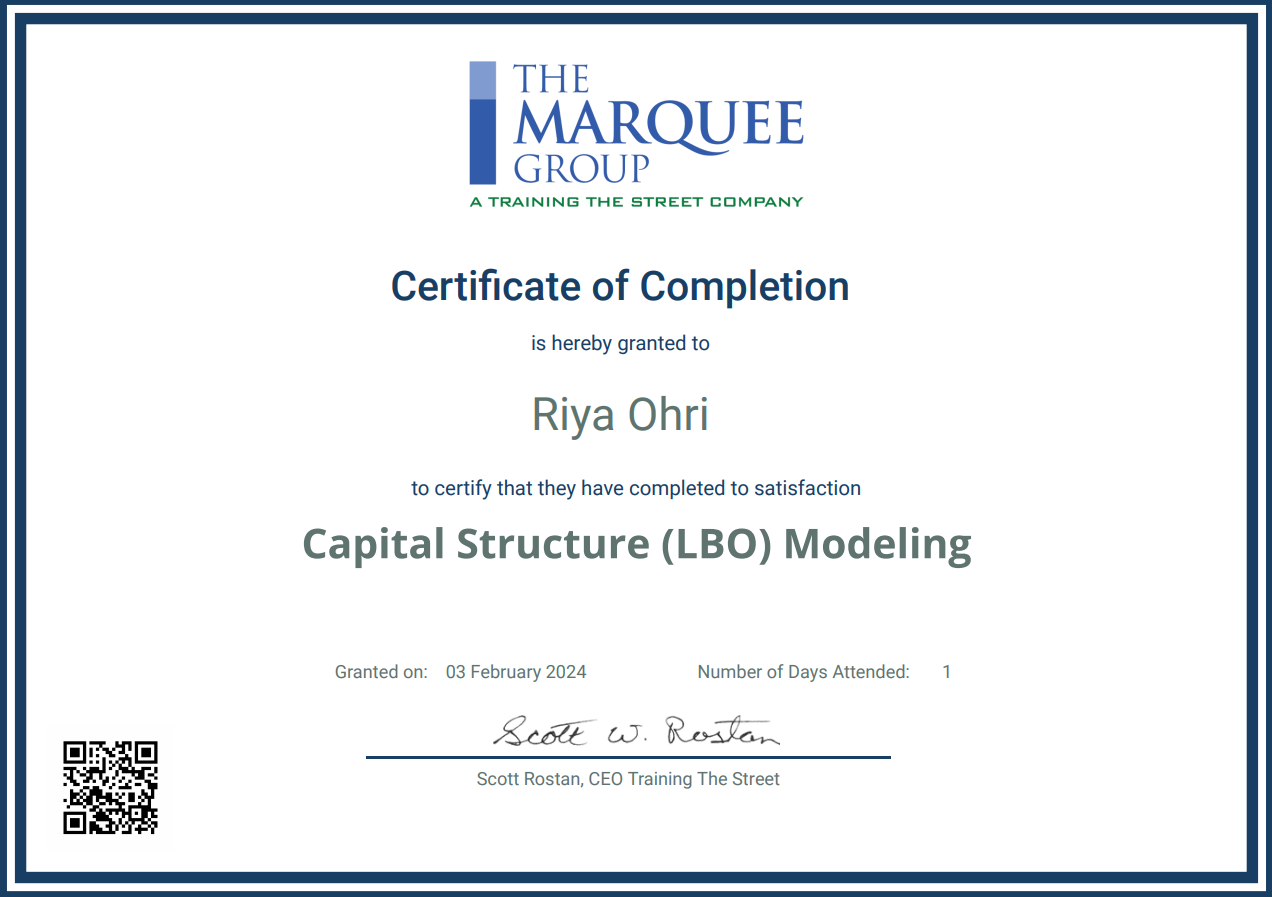 THE
MARQUEE
GROUP
A TRAINING THE STREET COMPANY
Certificate of Completion
is hereby granted to
Riya Ohri
to certify that they have completed to satisfaction
Capital Structure (LBO) Modeling
Granted on: 03 February 2024 Number of Days Attended: 1
Scott W. Rostan
Scott Rostan, CEO Training The Street